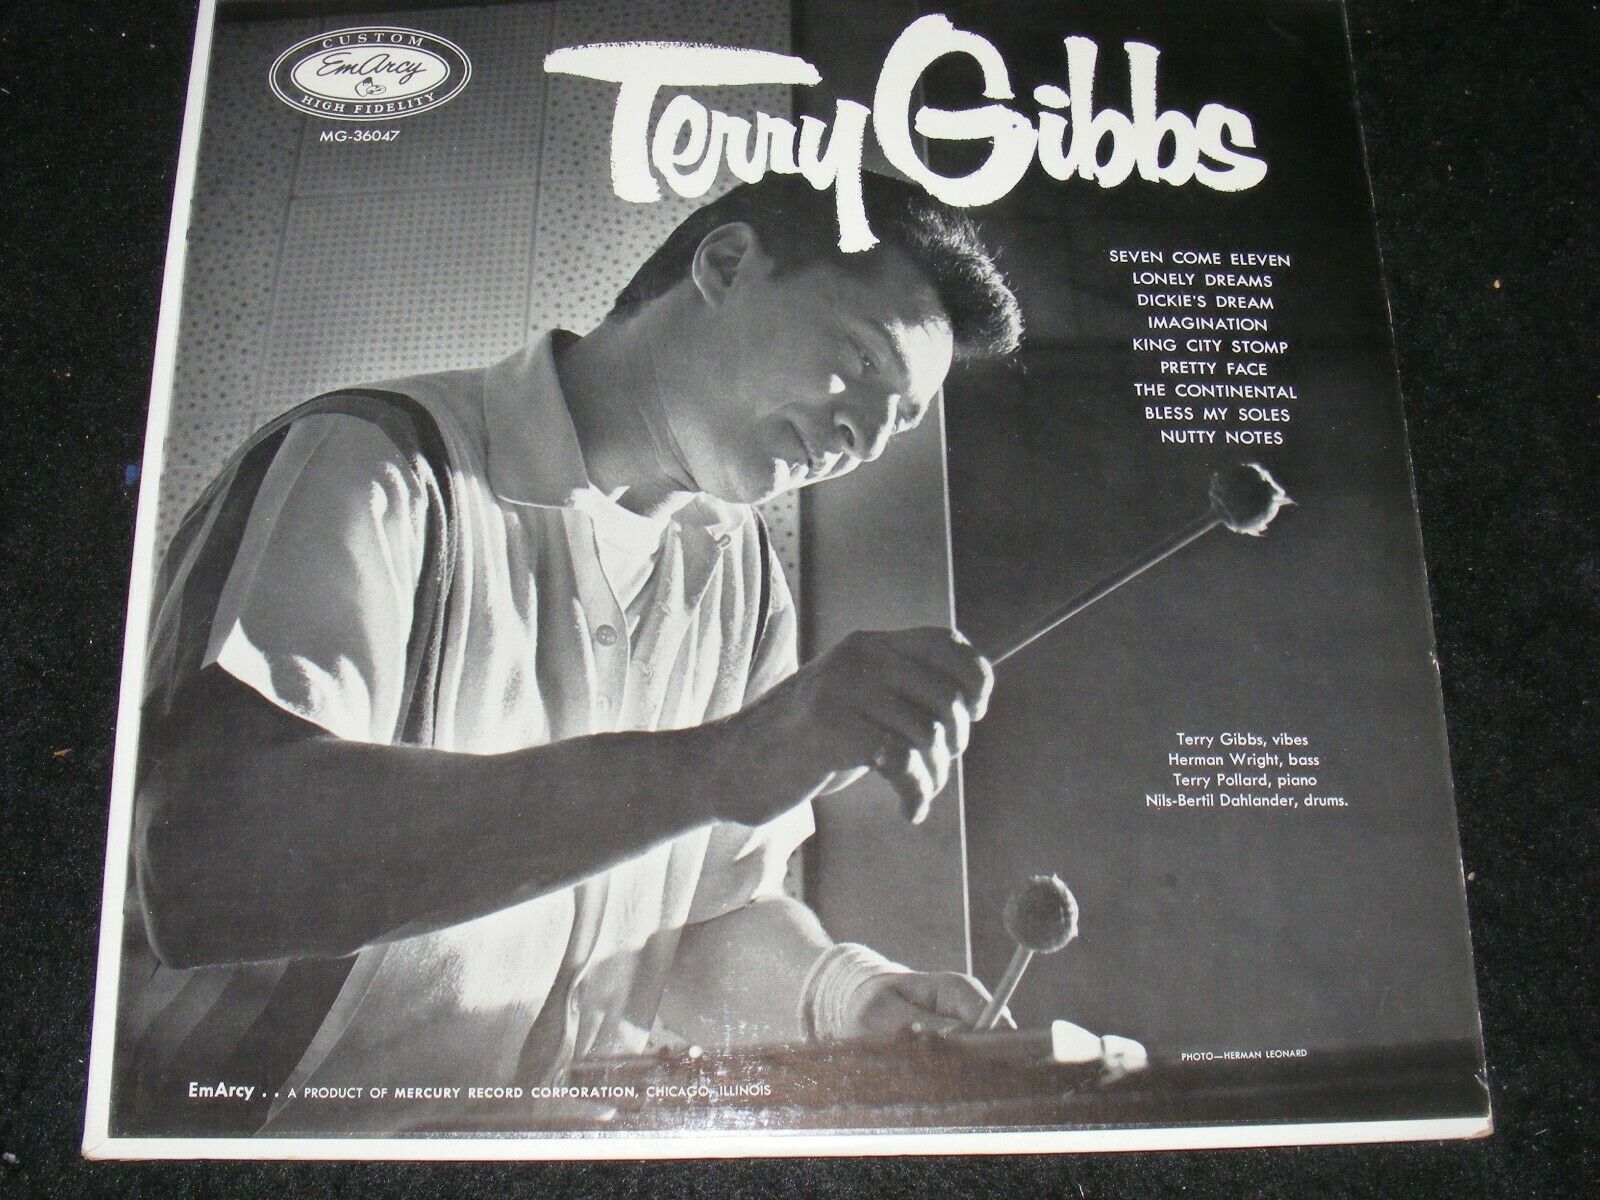 CUSTOM
EmArcy
HIGH FIDELITY
MG-36047
Terry Gibbs
SEVEN COME ELEVEN
LONELY DREAMS
DICKIE'S DREAM
IMAGINATION
KING CITY STOMP
PRETTY FACE
THE CONTINENTAL
BLESS MY SOLES
NUTTY NOTES
Terry Gibbs, vibes
Herman Wright, bass
Terry Pollard, piano
Nils-Bertil Dahlander, drums.
PHOTO—HERMAN LEONARD
EmArcy . . A PRODUCT OF MERCURY RECORD CORPORATION, CHICAGO, ILLINOIS